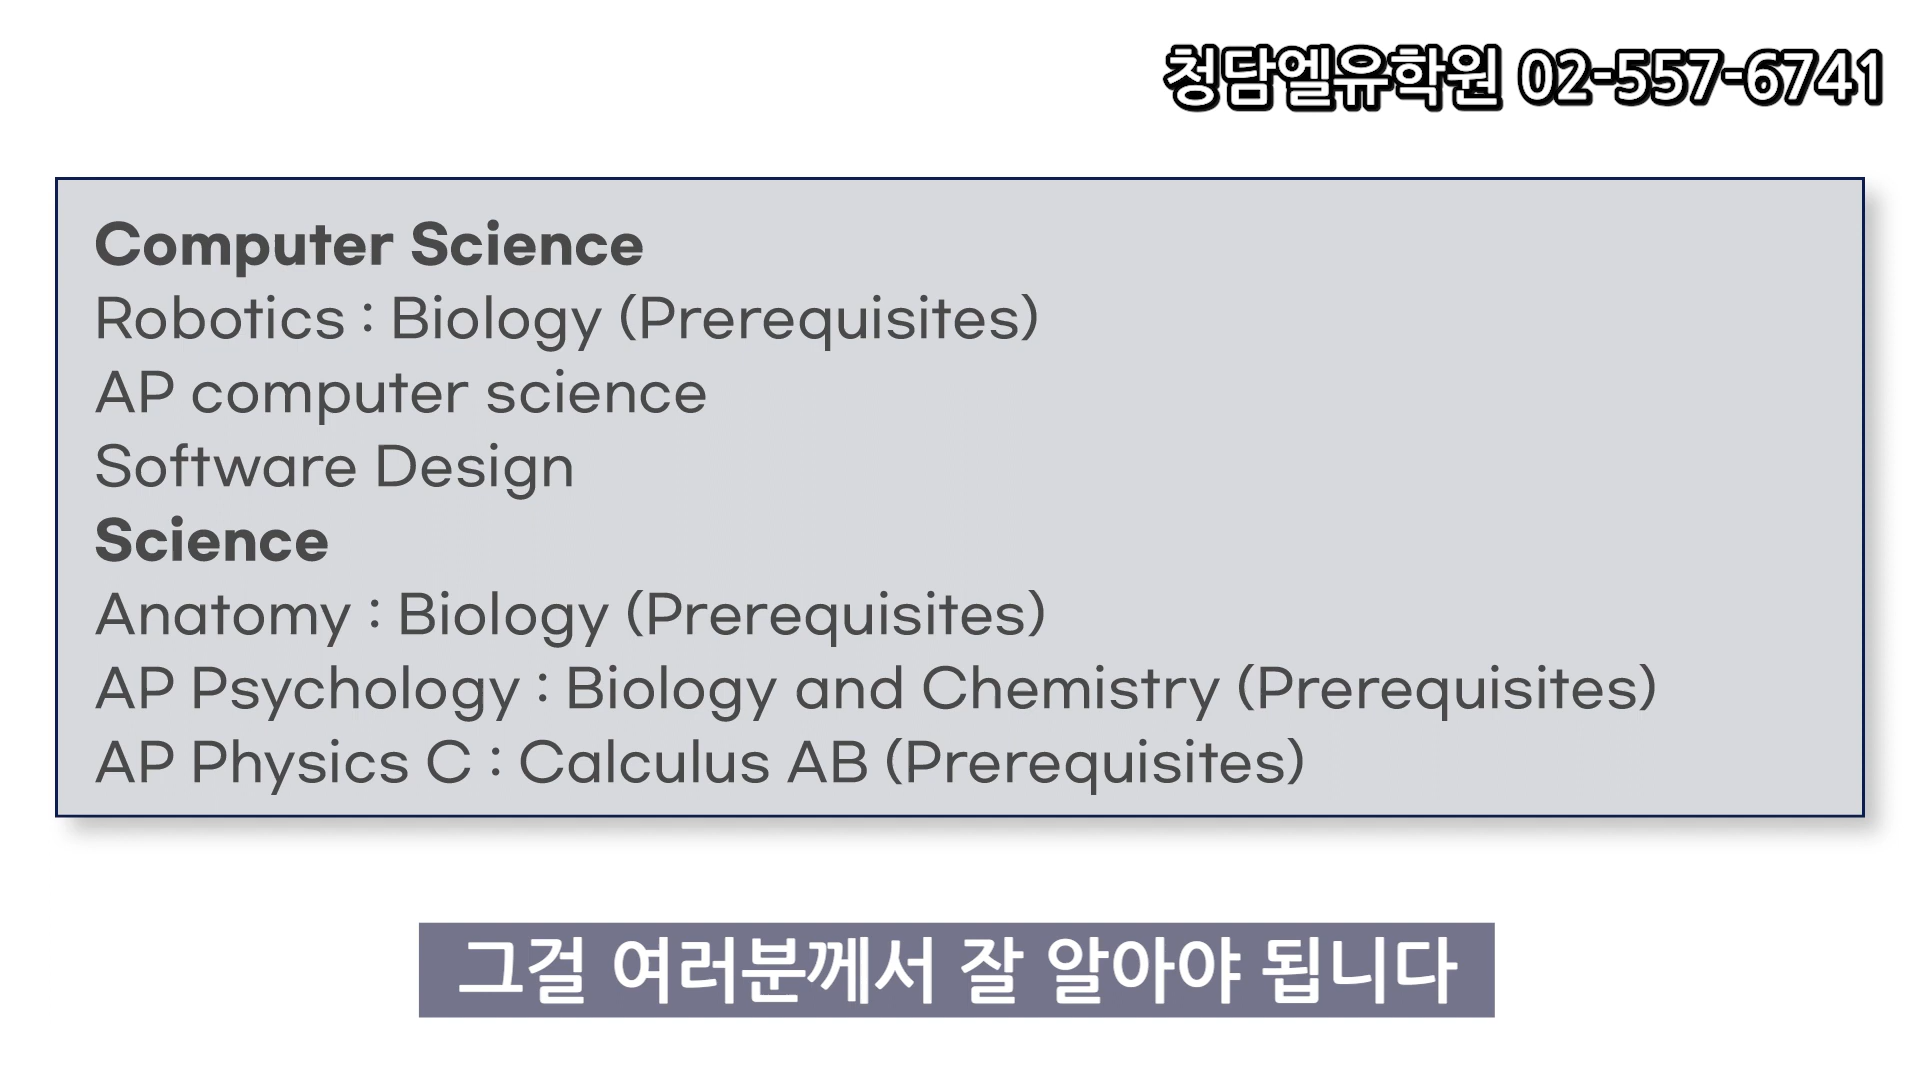 청담엘유학원 02-557-6741
Computer Science
Robotics : Biology (Prerequisites)
AP computer science
Software Design
Science
Anatomy : Biology (Prerequisites)
AP Psychology : Biology and Chemistry (Prerequisites)
AP Physics C : Calculus AB (Prerequisites)
그걸 여러분께서 잘 알아야 됩니다